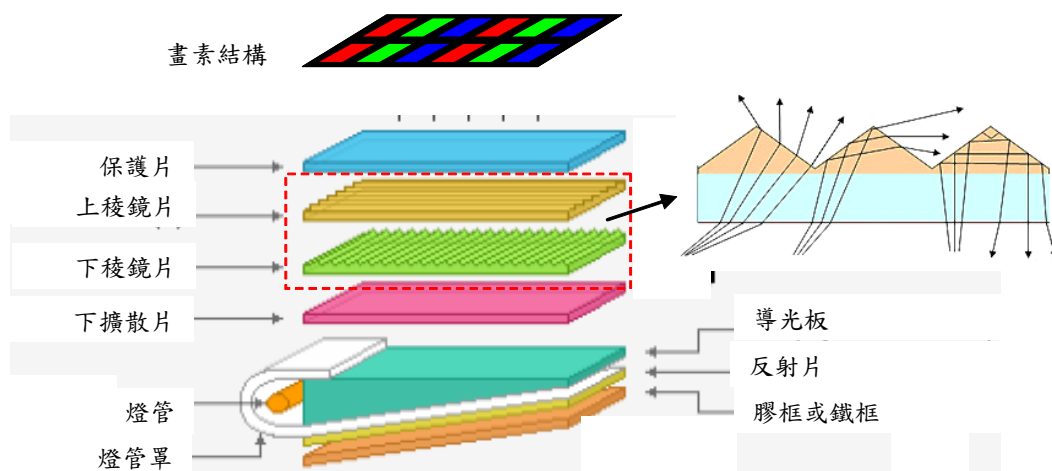 畫素結構
保護片
上稜鏡片
下稜鏡片
下擴散片
燈管
燈管罩
導光板
反射片
膠框或鐵框